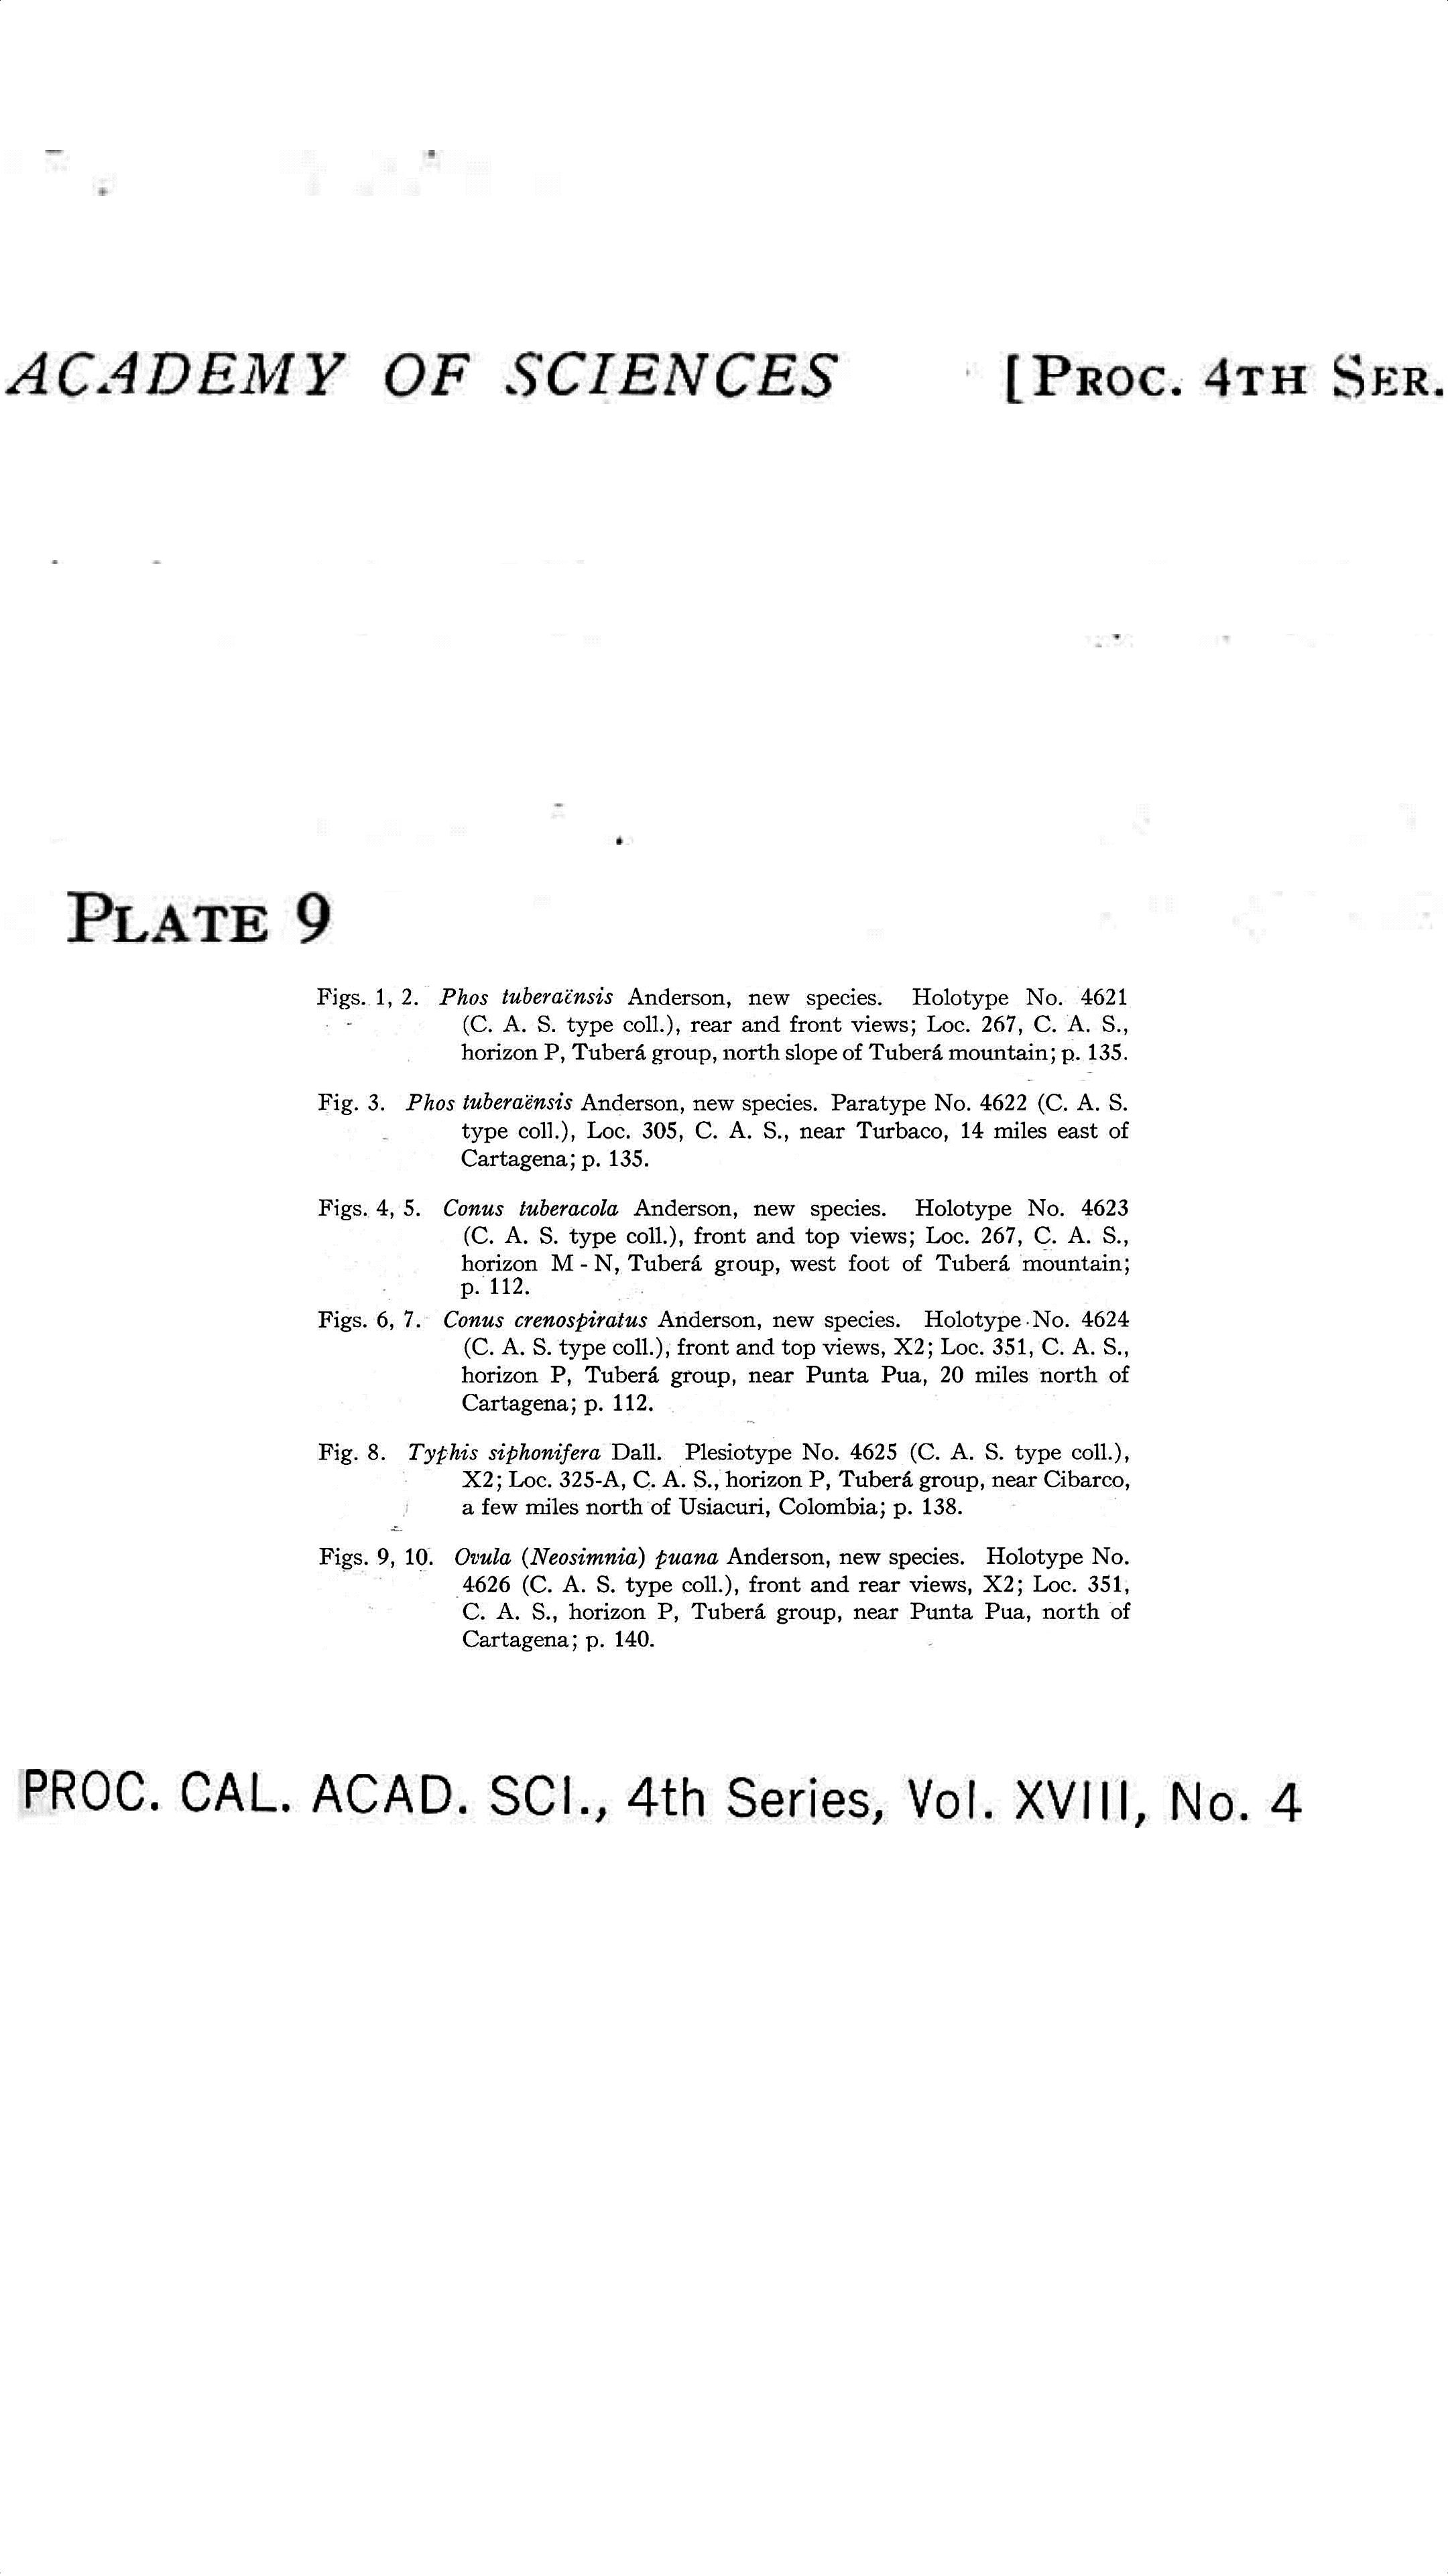 ACADEMY OF SCIENCES [PROC. 4TH SER.
PLATE 9
Figs. 1, 2. Phos tuberaënsis Anderson, new species. Holotype No. 4621
(C. A. S. type coll.), rear and front views; Loc. 267, C. A. S.,
horizon P, Tuberá group, north slope of Tuberá mountain; p. 135.
Fig. 3. Phos tuberaënsis Anderson, new species. Paratype No. 4622 (C. A. S.
type coll.), Loc. 305, C. A. S., near Turbaco, 14 miles east of
Cartagena; p. 135.
Figs. 4, 5. Conus tuberacola Anderson, new species. Holotype No. 4623
(C. A. S. type coll.), front and top views; Loc. 267, C. A. S.,
horizon M - N, Tuberá group, west foot of Tuberá mountain;
p. 112.
Figs. 6, 7. Conus crenospiratus Anderson, new species. Holotype No. 4624
(C. A. S. type coll.), front and top views, X2; Loc. 351, C. A. S.,
horizon P, Tuberá group, near Punta Pua, 20 miles north of
Cartagena; p. 112.
Fig. 8. Typhis siphonifera Dall. Plesiotype No. 4625 (C. A. S. type coll.),
X2; Loc. 325-A, C. A. S., horizon P, Tuberá group, near Cibarco,
a few miles north of Usiacuri, Colombia; p. 138.
Figs. 9, 10. Ovula (Neosimnia) puana Anderson, new species. Holotype No.
4626 (C. A. S. type coll.), front and rear views, X2; Loc. 351,
C. A. S., horizon P, Tuberá group, near Punta Pua, north of
Cartagena; p. 140.
PROC. CAL. ACAD. SCI., 4th Series, Vol. XVIII, No. 4